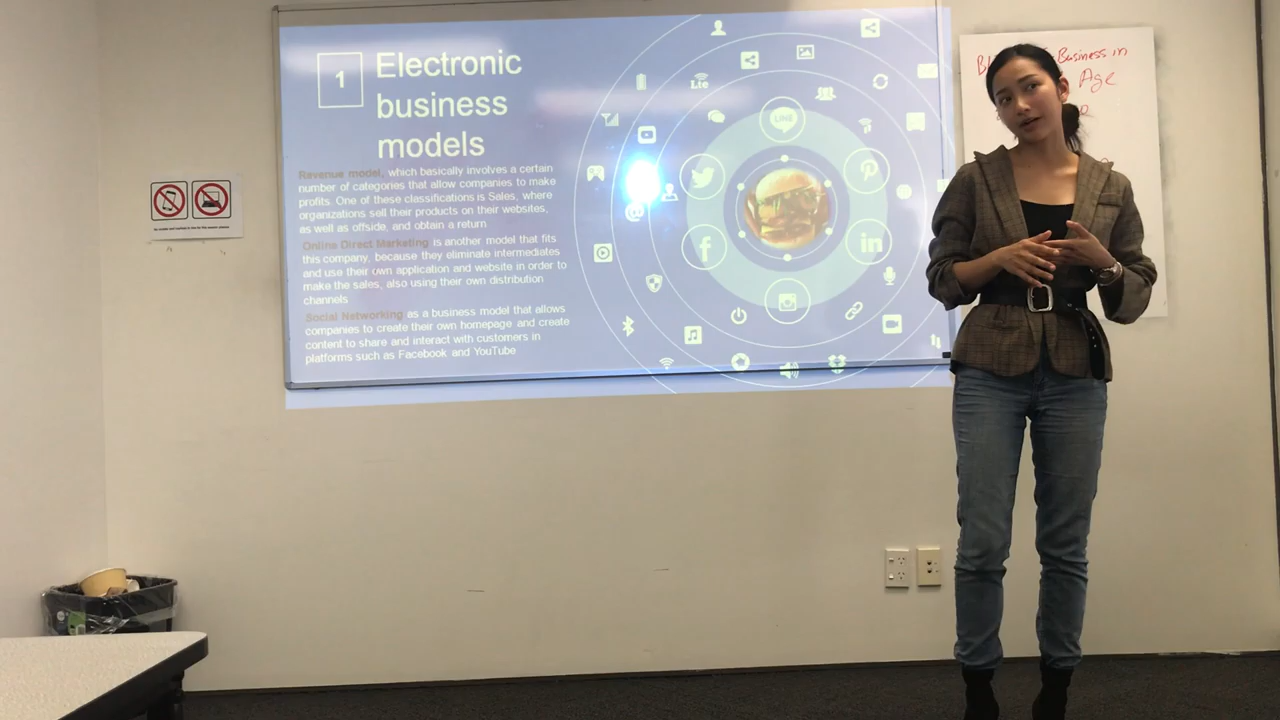 1
Electronic
business
models
Revenue model, which basically involves a certain
number of categories that allow companies to make
profits. One of these classifications is Sales, where
organizations sell their products on their websites,
as well as offside, and obtain a return
Online Direct Marketing is another model that fits
this company, because they eliminate intermediates
and use their own application and website in order to
make the sales, also using their own distribution
channels
Social Networking as a business model that allows
companies to create their own homepage and create
content to share and interact with customers in
platforms such as Facebook and YouTube
Lte
LINE
Business in
Age